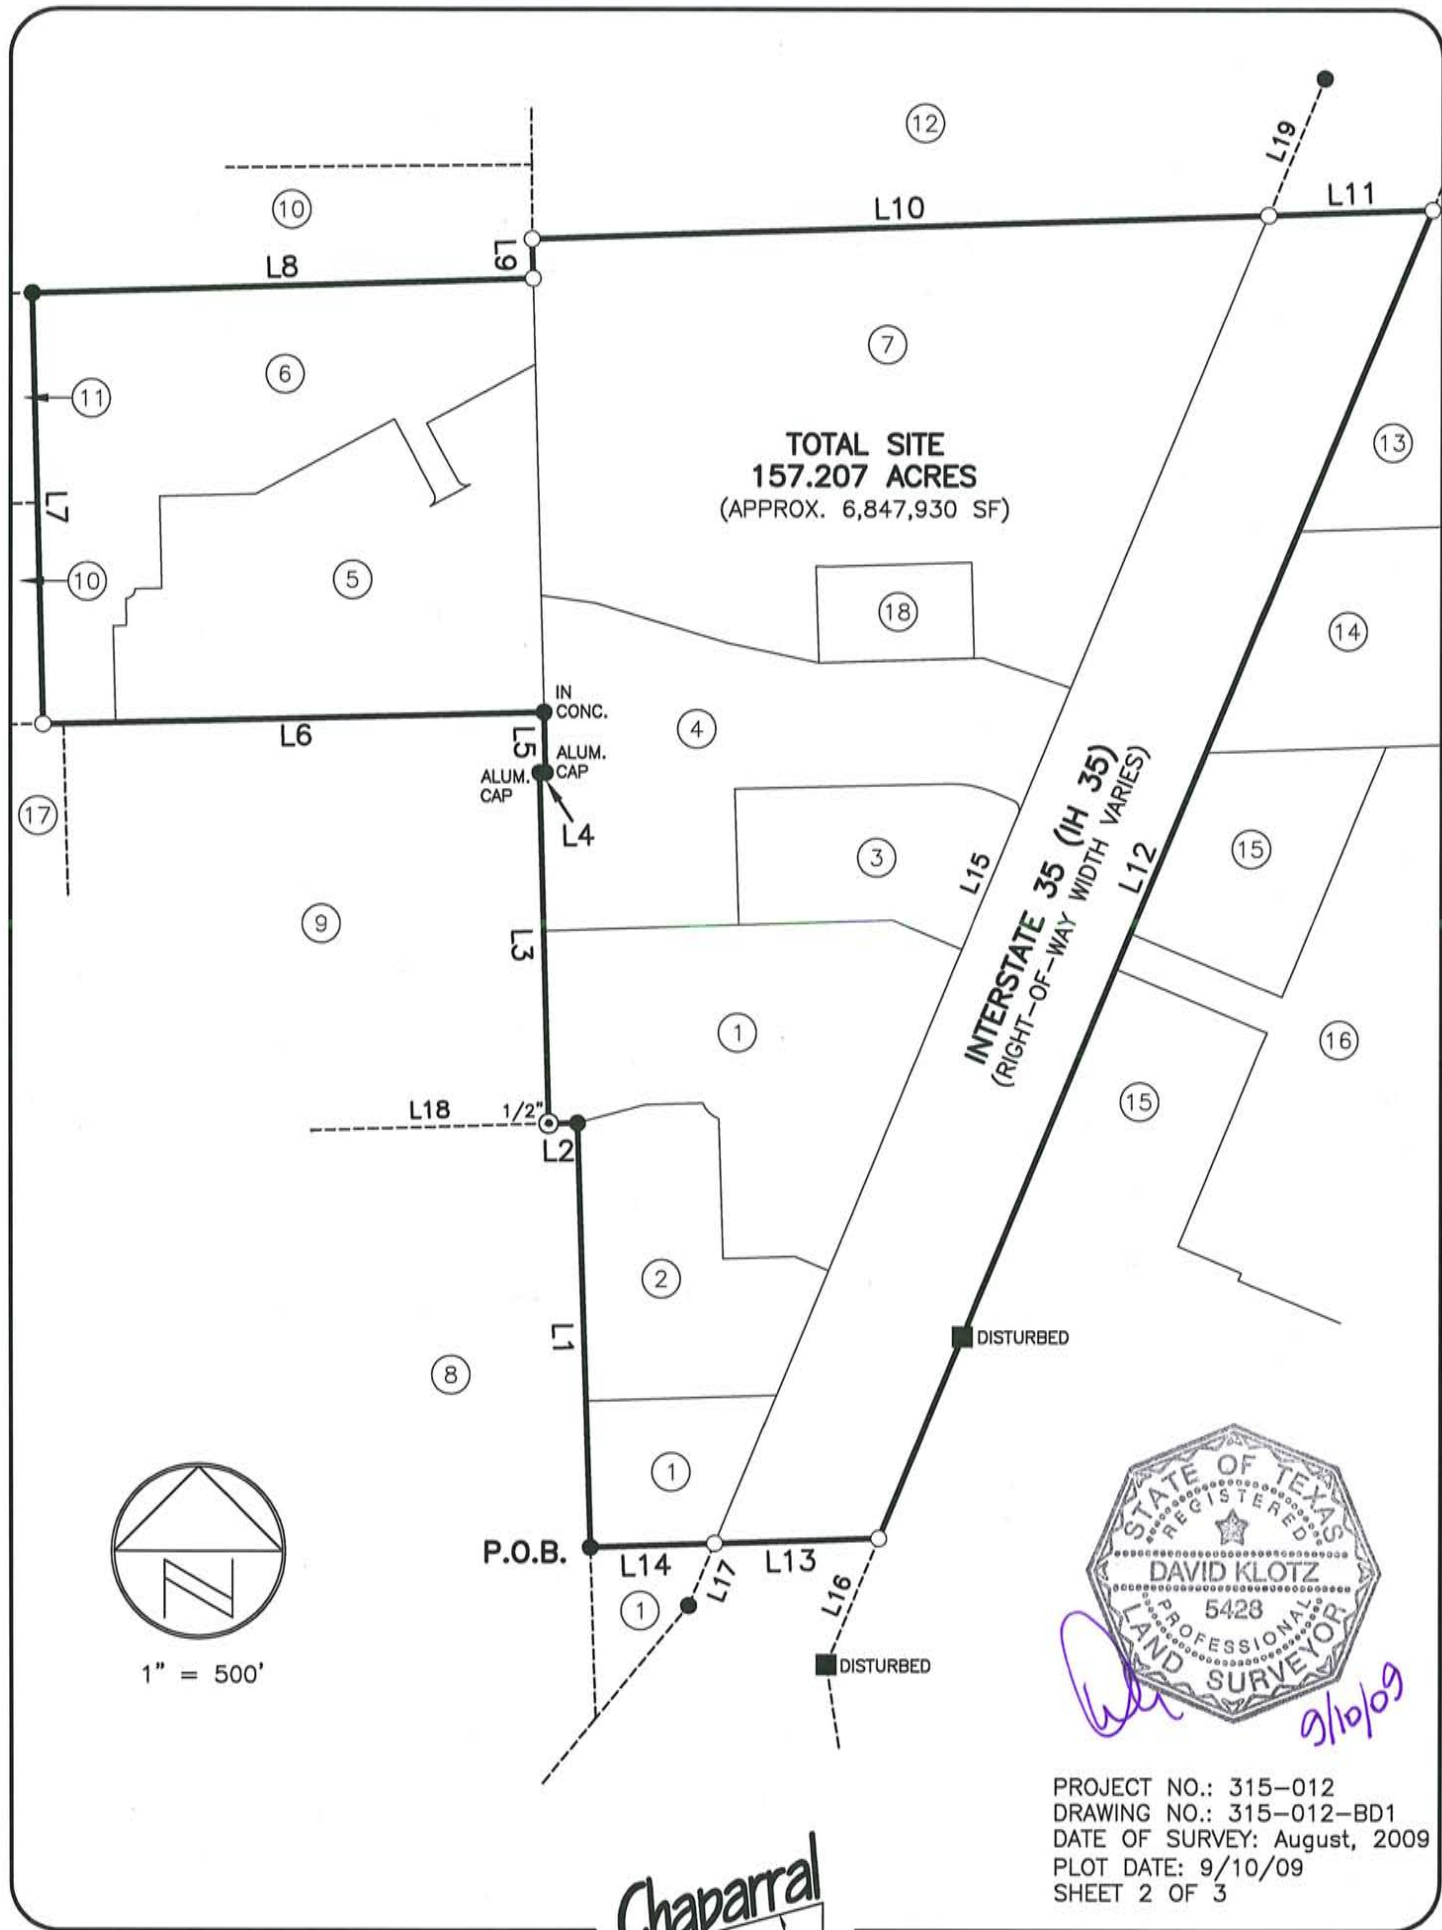 12
L19
L11
L10
10
L9
L8
7
6
11
13
TOTAL SITE
157.207 ACRES
(APPROX. 6,847,930 SF)
L7
10
5
18
14
IN
CONC.
L6
L5
4
ALUM.
CAP
ALUM.
CAP
L4
17
3
15
L15
L12
INTERSTATE 35 (IH 35)
(RIGHT-OF-WAY WIDTH VARIES)
9
L3
1
16
15
L18
1/2"
L2
2
L1
DISTURBED
8
1
P.O.B.
L14
L13
L17
L16
1
DISTURBED
N
1" = 500'
STATE OF TEXAS
REGISTERED
DAVID KLOTZ
5428
PROFESSIONAL
LAND SURVEYOR
9/10/09
PROJECT NO.: 315-012
DRAWING NO.: 315-012-BD1
DATE OF SURVEY: August, 2009
PLOT DATE: 9/10/09
SHEET 2 OF 3
Chaparral